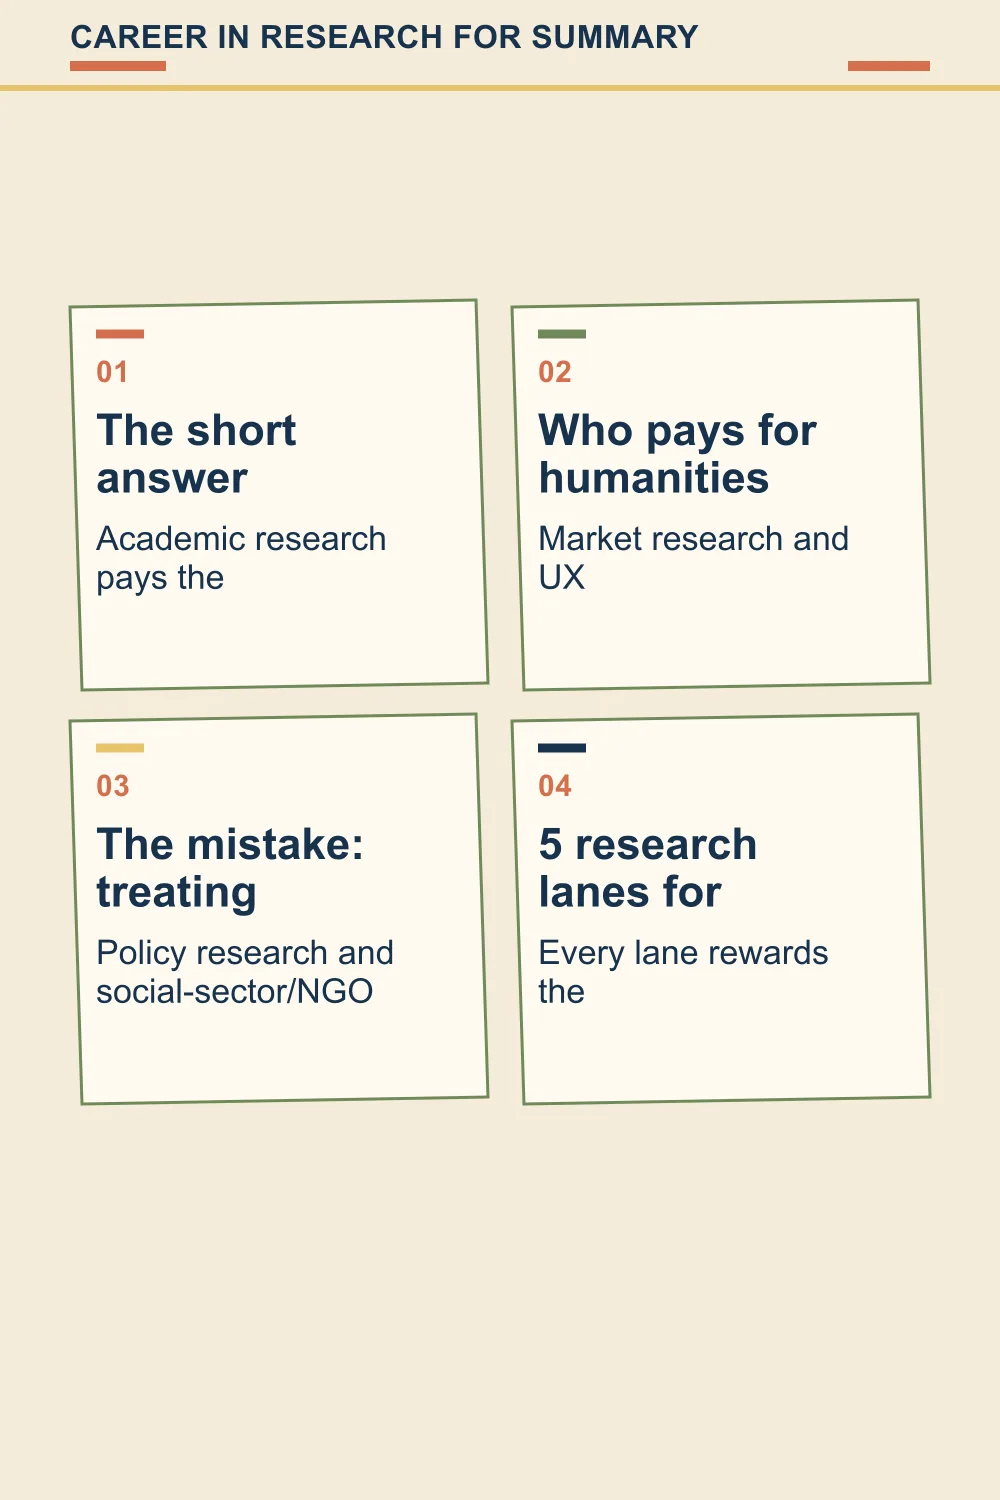 CAREER IN RESEARCH FOR SUMMARY
01
The short
answer
Academic research
pays the
02
Who pays for
humanities
Market research and
UX
03
The mistake:
treating
Policy research and
social-sector/NGO
04
5 research
lanes for
Every lane rewards
the